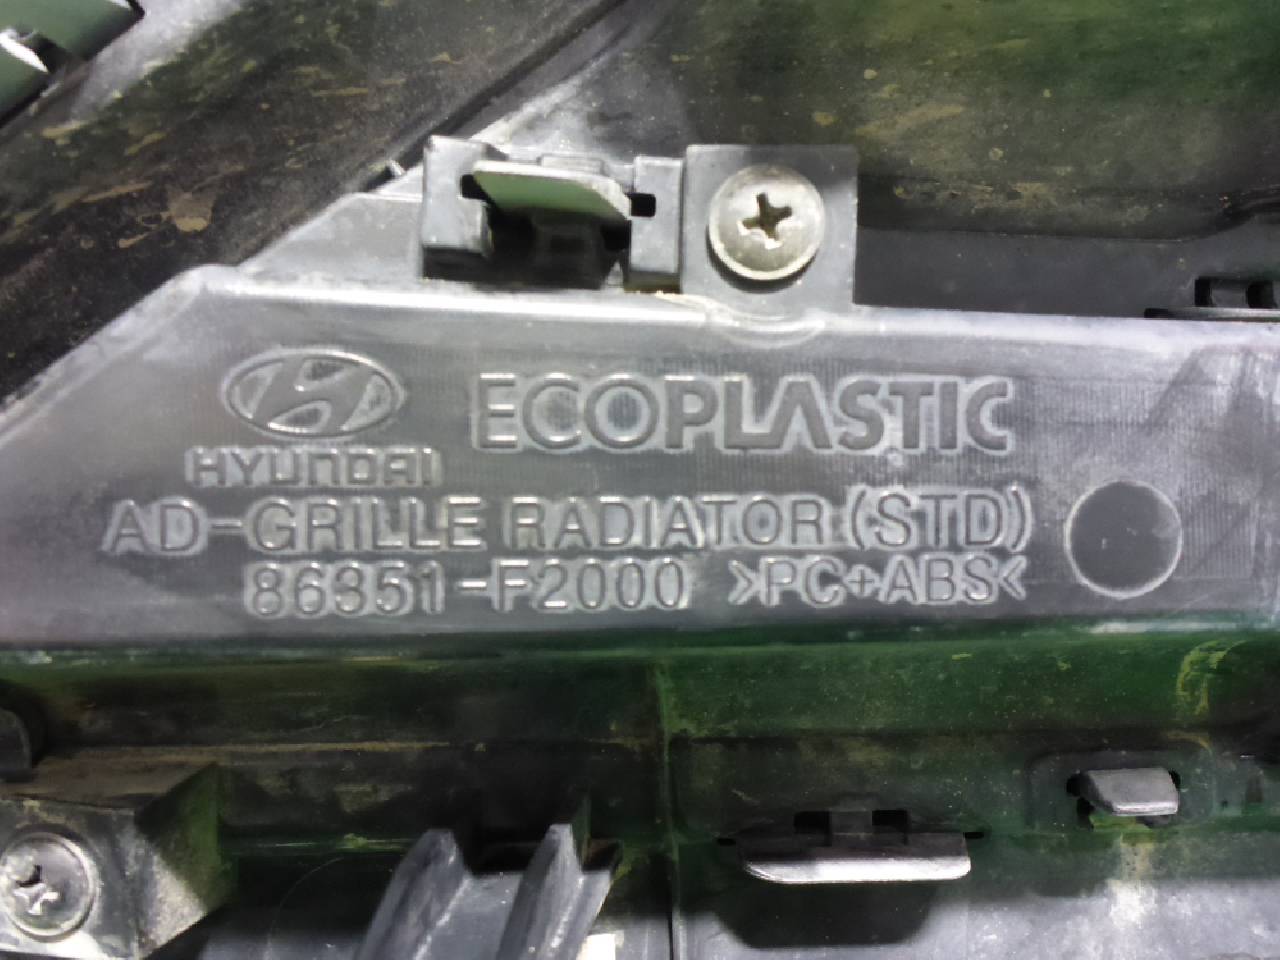 ECOPLASTIC
HYUNDAI
AD-GRILLE RADIATOR (STD)
86351-F2000 >PC+ABS<